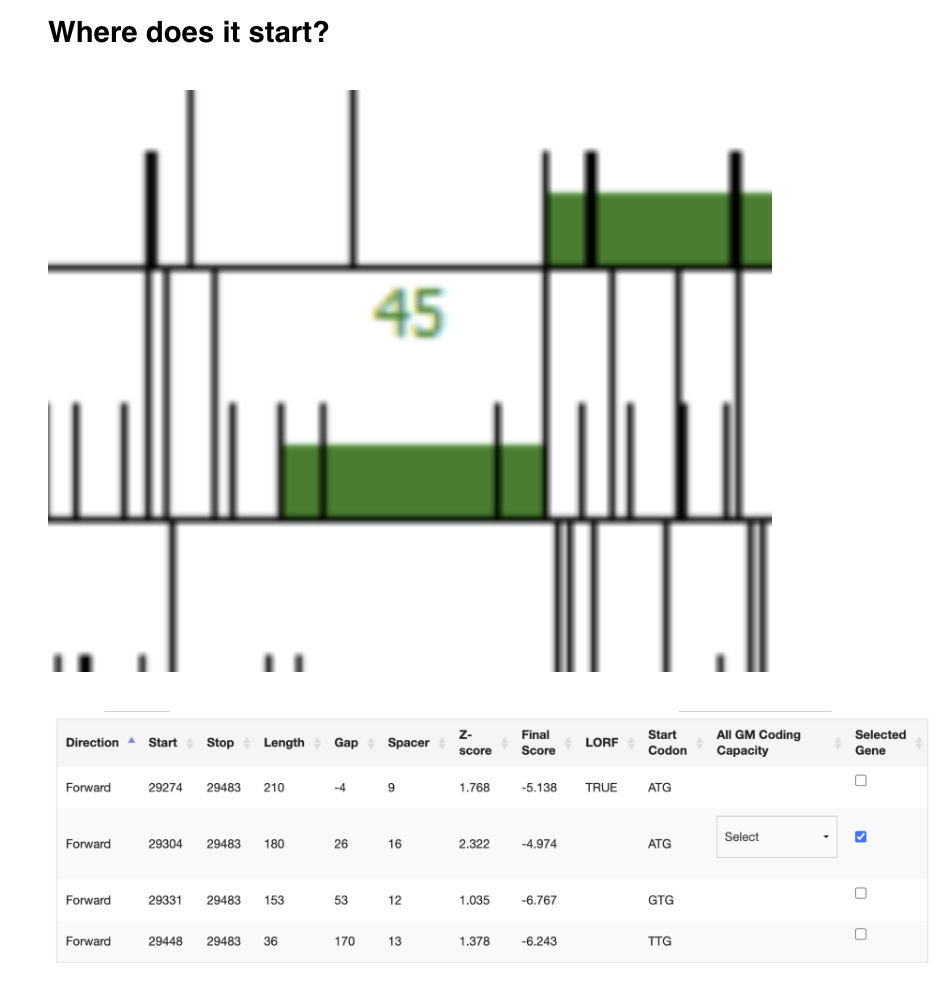 Where does it start?
45
Direction Start Stop Length Gap Spacer Z-score Final Score LORF Start Codon All GM Coding Capacity Selected Gene
Forward 29274 29483 210 -4 9 1.768 -5.138 TRUE ATG
Forward 29304 29483 180 26 16 2.322 -4.974 ATG Select
Forward 29331 29483 153 53 12 1.035 -6.767 GTG
Forward 29448 29483 36 170 13 1.378 -6.243 TTG